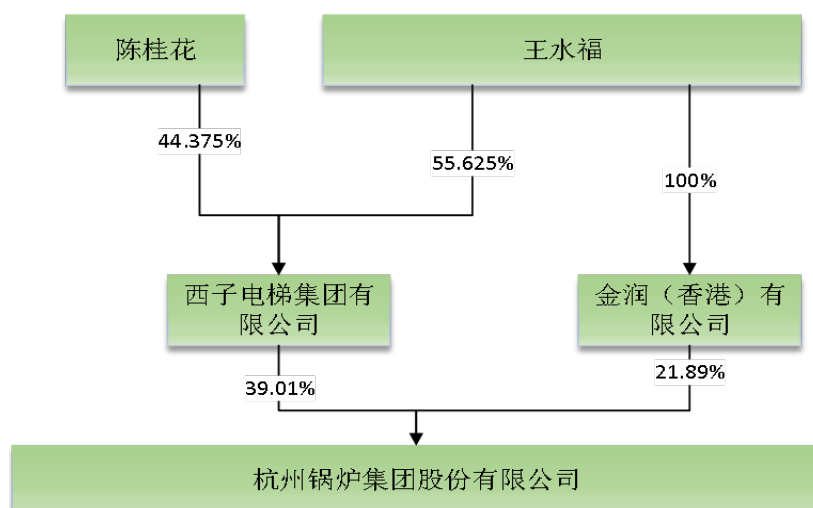 陈桂花
王水福
44.375%
55.625%
100%
西子电梯集团有
限公司
金润（香港）有
限公司
39.01%
21.89%
杭州锅炉集团股份有限公司